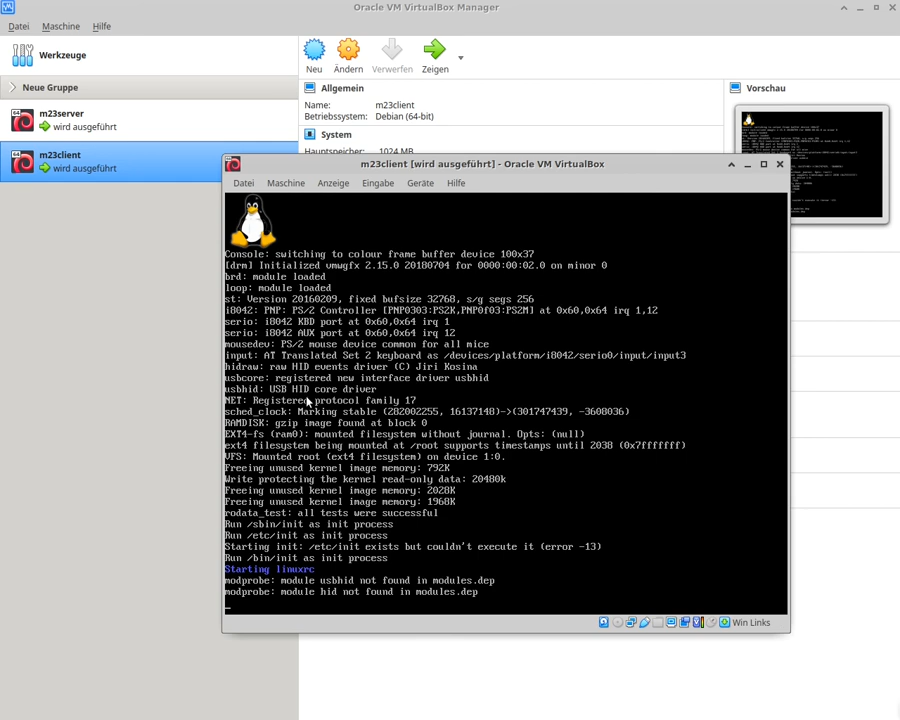 Oracle VM VirtualBox Manager
Datei Maschine Hilfe
Werkzeuge
Neu Ändern Verwerfen Zeigen
Neue Gruppe
m23server
wird ausgeführt
m23client
wird ausgeführt
Allgemein
Name: m23client
Betriebssystem: Debian (64-bit)
System
Hauptspeicher: 1024 MB
Vorschau
m23client [wird ausgeführt] - Oracle VM VirtualBox
Datei Maschine Anzeige Eingabe Geräte Hilfe
Console: switching to colour frame buffer device 100x37
[drm] Initialized vmwgfx 2.15.0 20180704 for 0000:00:02.0 on minor 0
brd: module loaded
loop: module loaded
st: Version 20160209, fixed bufsize 32768, s/g segs 256
i8042: PNP: PS/2 Controller [PNP0303:PS2K,PNP0f03:PS2M] at 0x60,0x64 irq 1,12
serio: i8042 KBD port at 0x60,0x64 irq 1
serio: i8042 AUX port at 0x60,0x64 irq 12
mousedev: PS/2 mouse device common for all mice
input: AT Translated Set 2 keyboard as /devices/platform/i8042/serio0/input/input3
hidraw: raw HID events driver (C) Jiri Kosina
usbcore: registered new interface driver usbhid
usbhid: USB HID core driver
NET: Registered protocol family 17
sched_clock: Marking stable (282002255, 16137148)->(301747439, -3608036)
RAMDISK: gzip image found at block 0
EXT4-fs (ram0): mounted filesystem without journal. Opts: (null)
ext4 filesystem being mounted at /root supports timestamps until 2038 (0x7fffffff)
VFS: Mounted root (ext4 filesystem) on device 1:0.
Freeing unused kernel image memory: 792K
Write protecting the kernel read-only data: 20480k
Freeing unused kernel image memory: 2028K
Freeing unused kernel image memory: 1968K
rodata_test: all tests were successful
Run /sbin/init as init process
Run /etc/init as init process
Starting init: /etc/init exists but couldn't execute it (error -13)
Run /bin/init as init process
Starting linuxrc
modprobe: module usbhid not found in modules.dep
modprobe: module hid not found in modules.dep
Win Links